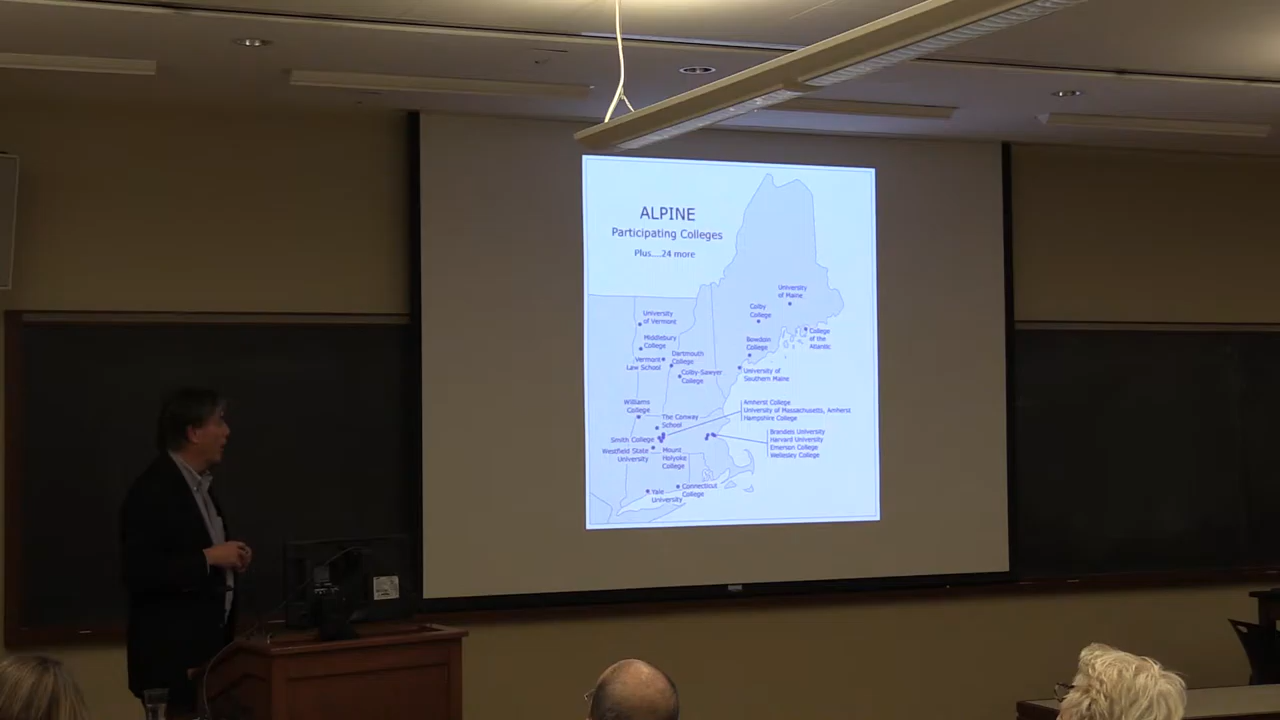 ALPINE
Participating Colleges
Plus....24 more
University
of Maine
Colby
College
University
of Vermont
College
of the
Atlantic
Middlebury
College
Bowdoin
College
Dartmouth
College
Vermont
Law School
Colby-Sawyer
College
University of
Southern Maine
Williams
College
Amherst College
University of Massachusetts, Amherst
Hampshire College
The Conway
School
Smith College
Brandeis University
Harvard University
Emerson College
Wellesley College
Westfield State
University
Mount
Holyoke
College
Yale
University
Connecticut
College